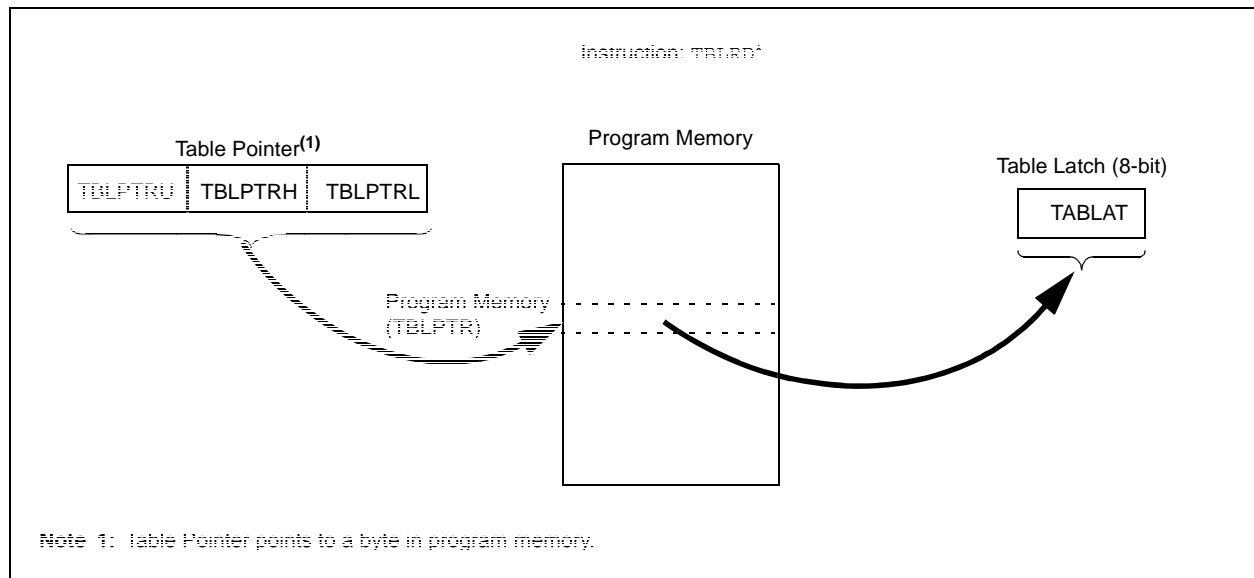 Instruction: TBLRD*
Table Pointer(1)
Program Memory
Table Latch (8-bit)
TBLPTRU TBLPTRH TBLPTRL
TABLAT
Program Memory
(TBLPTR)
Note 1: Table Pointer points to a byte in program memory.